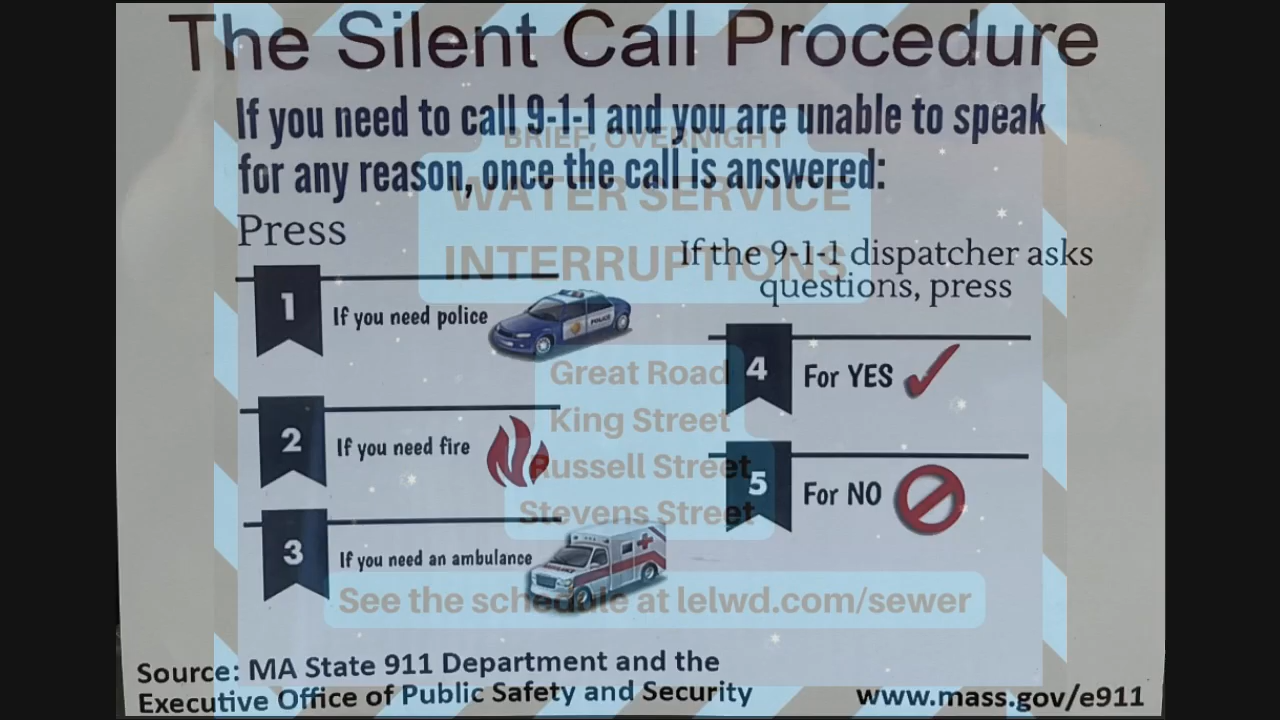 The Silent Call Procedure
If you need to call 9-1-1 and you are unable to speak
for any reason, once the call is answered:
Press
1 If you need police
POLICE
2 If you need fire
3 If you need an ambulance
If the 9-1-1 dispatcher asks
questions, press
4 For YES
5 For NO
Source: MA State 911 Department and the
Executive Office of Public Safety and Security
www.mass.gov/e911
BRIEF, OVERNIGHT
WATER SERVICE
INTERRUPTIONS
Great Road
King Street
Russell Street
Stevens Street
See the schedule at lelwd.com/sewer